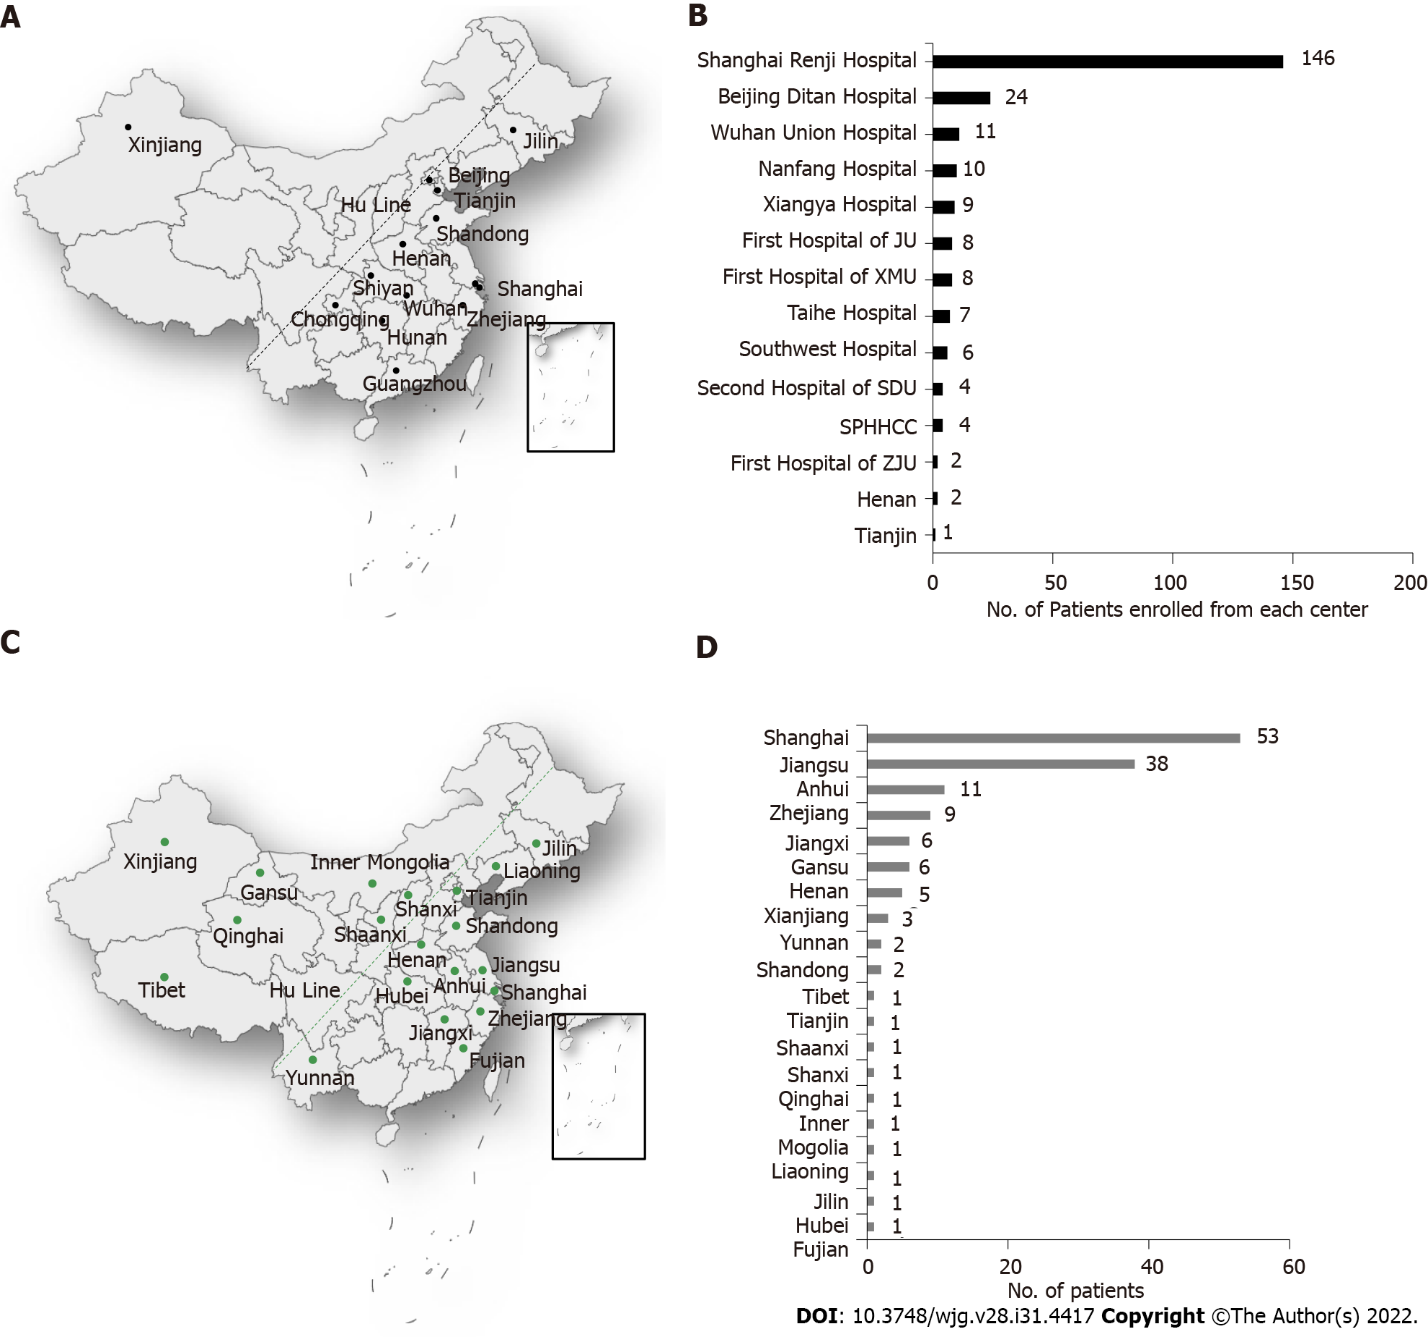 A
Xinjiang
Jilin
Beijing
Hu Line
Tianjin
Shandong
Henan
Shiyan
Shanghai
Wuhan
Chongqing
Zhejiang
Hunan
Guangzhou
B
Shanghai Renji Hospital 146
Beijing Ditan Hospital 24
Wuhan Union Hospital 11
Nanfang Hospital 10
Xiangya Hospital 9
First Hospital of JU 8
First Hospital of XMU 8
Taihe Hospital 7
Southwest Hospital 6
Second Hospital of SDU 4
SPHHCC 4
First Hospital of ZJU 2
Henan 2
Tianjin 1
0 50 100 150 200
No. of Patients enrolled from each center
C
Xinjiang
Inner Mongolia
Jilin
Liaoning
Gansu
Tianjin
Shanxi
Shandong
Shaanxi
Qinghai
Henan
Jiangsu
Anhui
Tibet
Hu Line
Hubei
Shanghai
Zhejiang
Jiangxi
Fujian
Yunnan
D
Shanghai 53
Jiangsu 38
Anhui 11
Zhejiang 9
Jiangxi 6
Gansu 6
Henan 5
Xianjiang 3
Yunnan 2
Shandong 2
Tibet 1
Tianjin 1
Shaanxi 1
Shanxi 1
Qinghai 1
Inner 1
Mogolia 1
Liaoning 1
Jilin 1
Hubei 1
Fujian
0 20 40 60
No. of patients
DOI: 10.3748/wjg.v28.i31.4417 Copyright ©The Author(s) 2022.